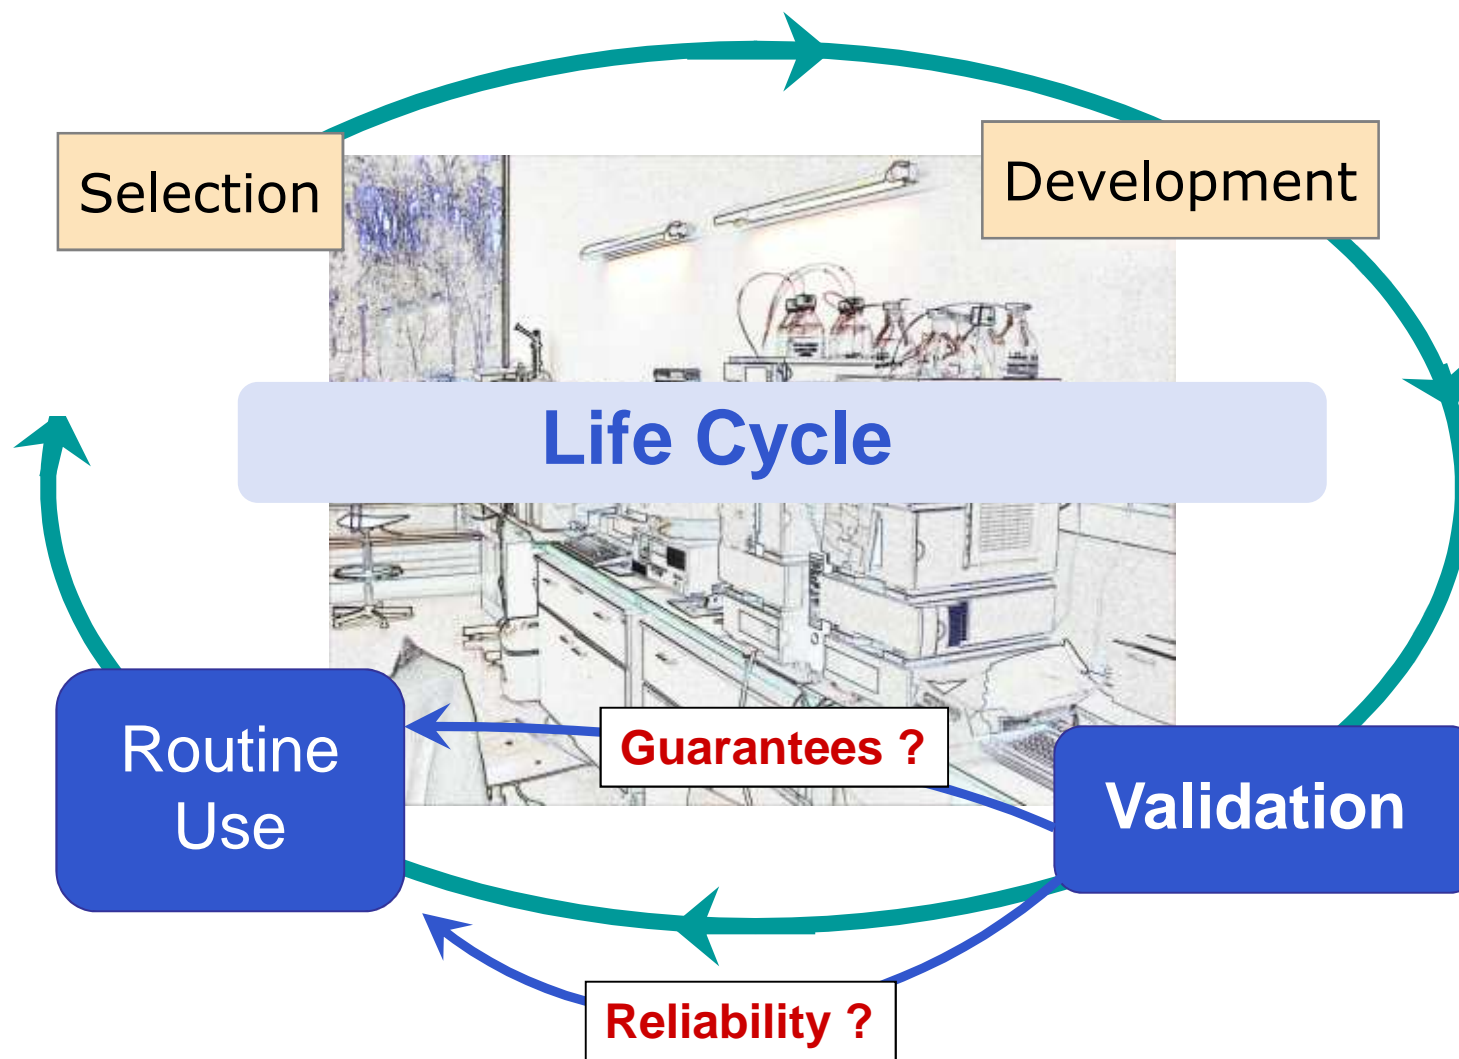 Selection
Development
Life Cycle
Routine
Use
Guarantees ?
Validation
Reliability ?